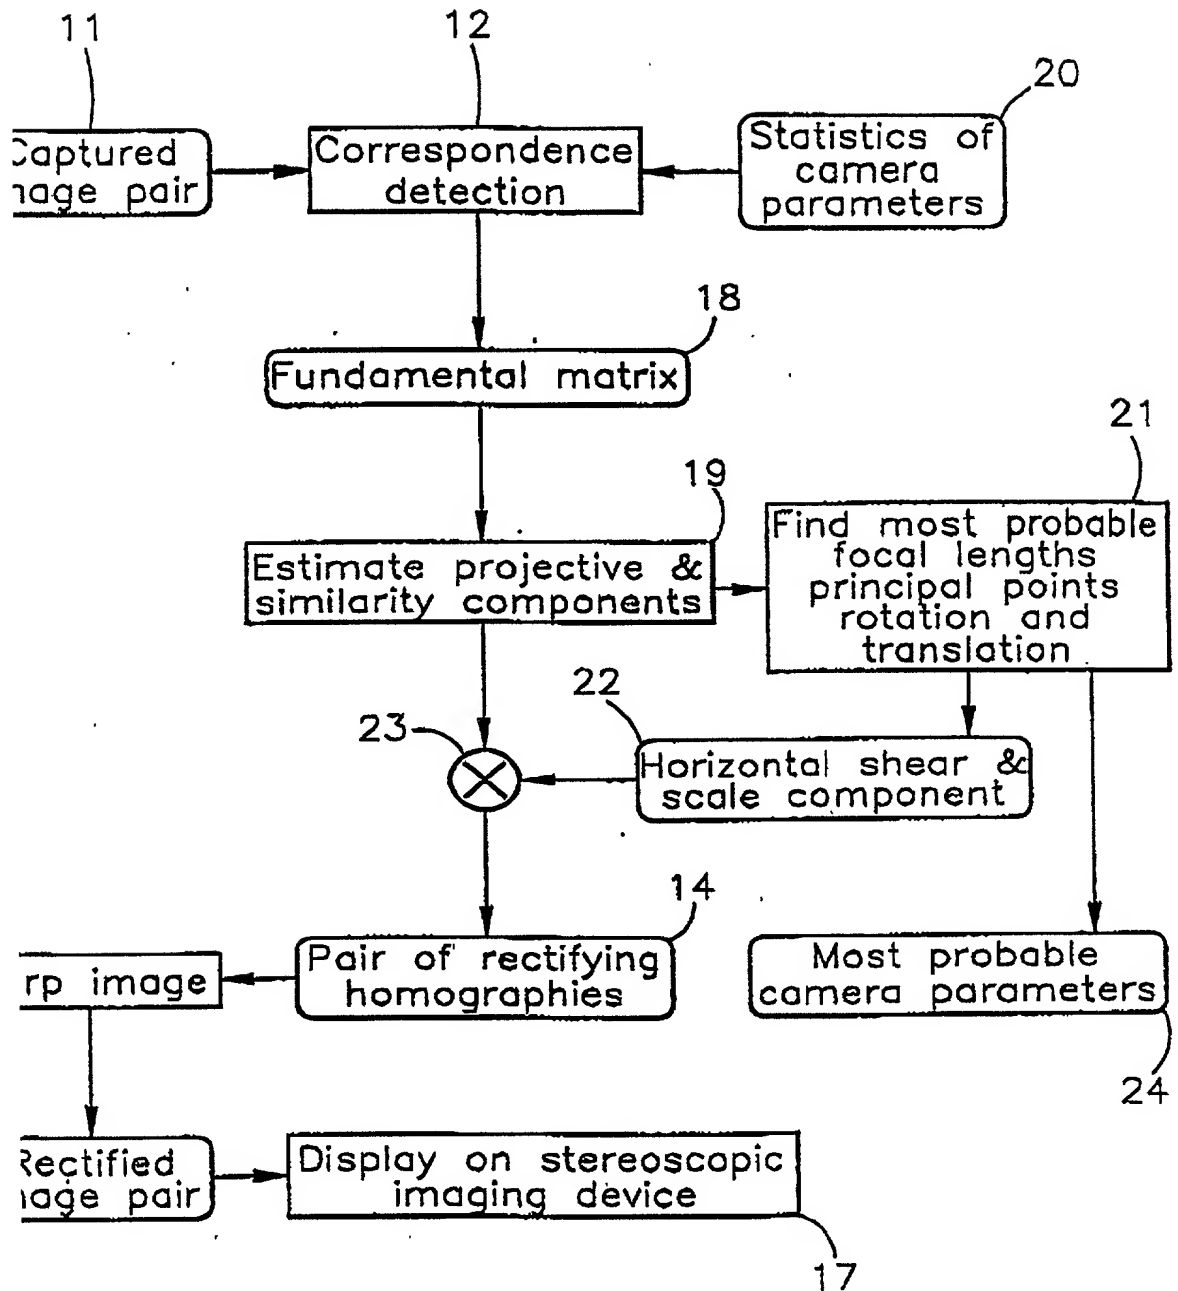 11
12
20
Captured
image pair
Correspondence
detection
Statistics of
camera
parameters
18
Fundamental matrix
19
21
Estimate projective &
similarity components
Find most probable
focal lengths
principal points
rotation and
translation
22
23
Horizontal shear &
scale component
14
rp image
Pair of rectifying
homographies
Most probable
camera parameters
24
Rectified
image pair
Display on stereoscopic
imaging device
17